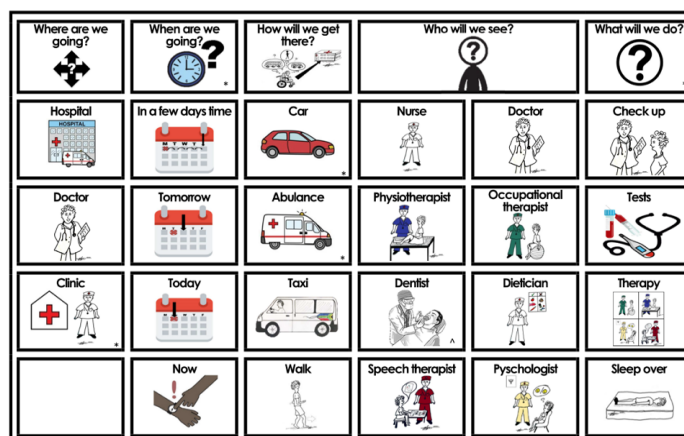 Where are we
going?
When are we
going?
How will we get
there?
Who will we see?
What will we do?
Hospital
HOSPITAL
In a few days time
Car
Nurse
Doctor
Check up
Doctor
Tomorrow
Abulance
Physiotherapist
Occupational
therapist
Tests
Clinic
Today
Taxi
Dentist
Dietician
Therapy
Now
Walk
Speech therapist
Pyschologist
Sleep over